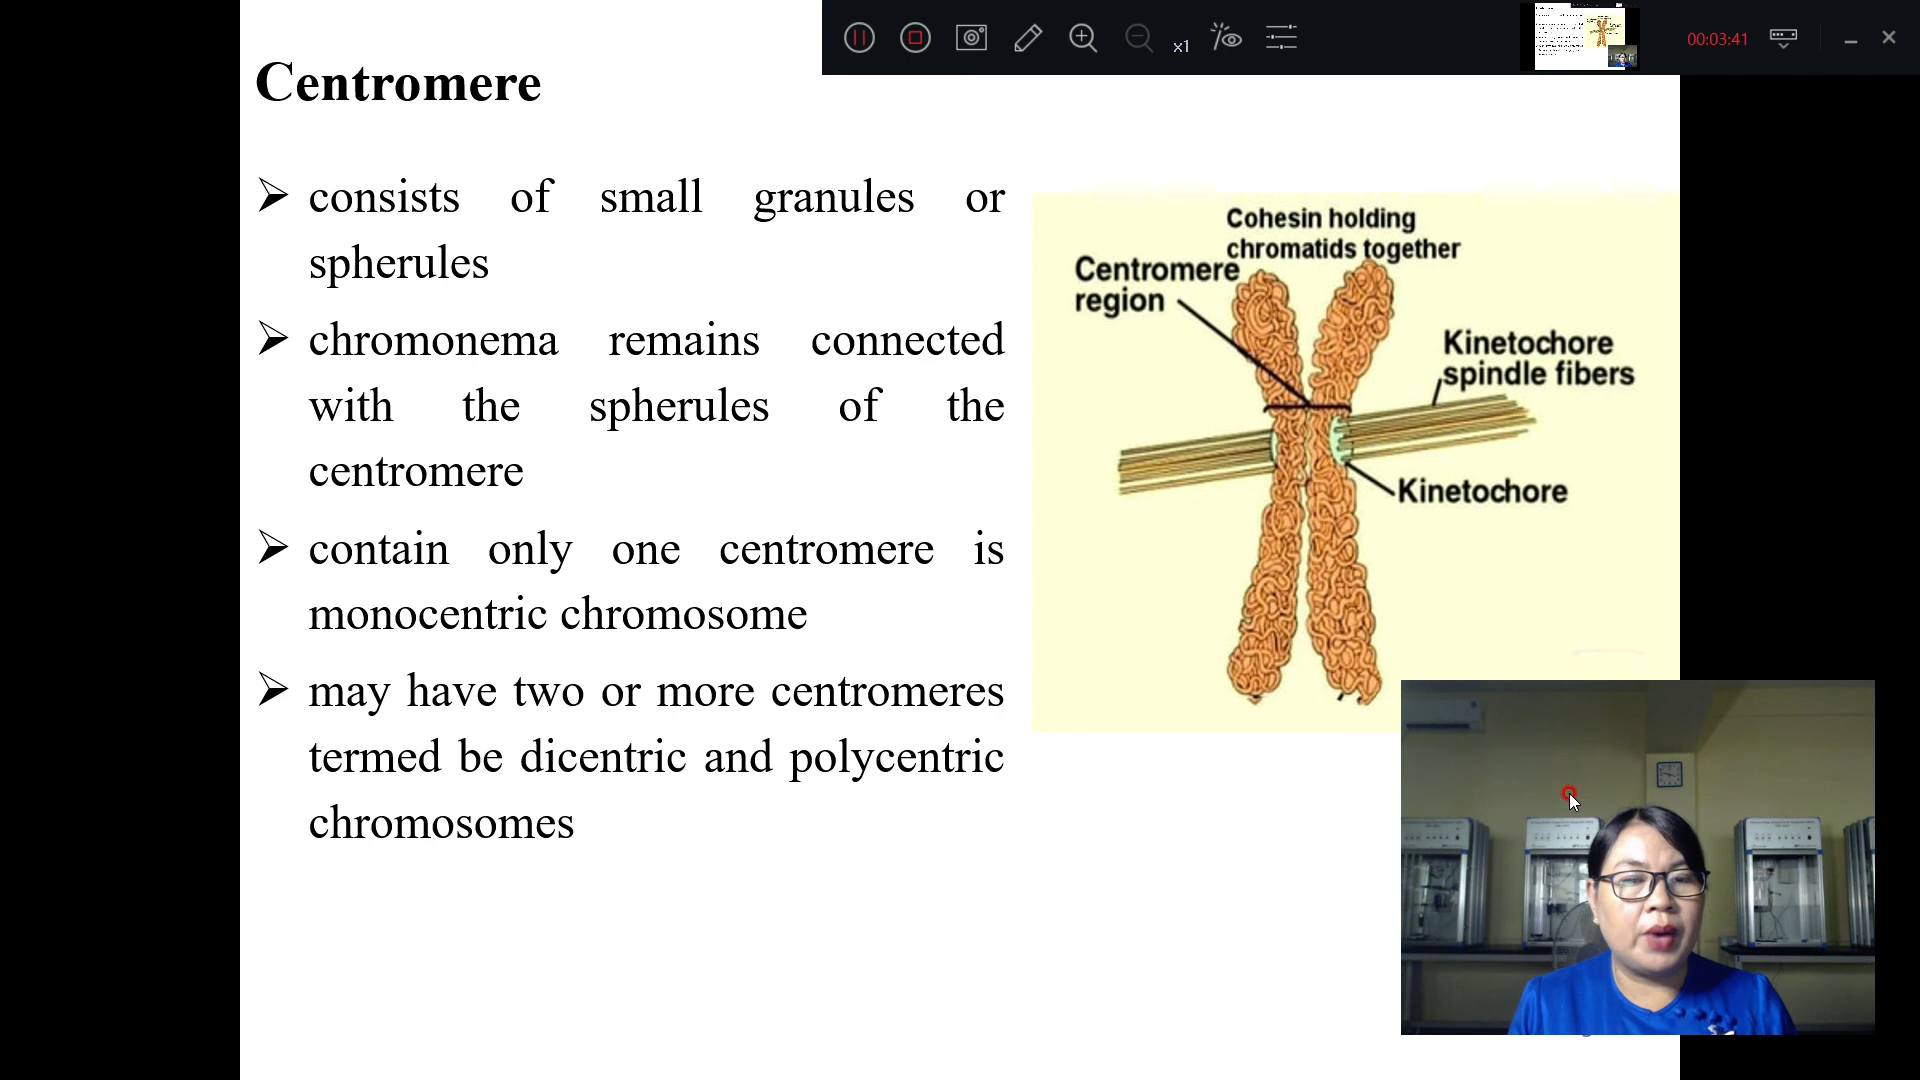 x1
00:03:41
Centromere
consists of small granules or
spherules
chromonema remains connected
with the spherules of the
centromere
contain only one centromere is
monocentric chromosome
may have two or more centromeres
termed be dicentric and polycentric
chromosomes
Cohesin holding
chromatids together
Centromere
region
Kinetochore
spindle fibers
Kinetochore